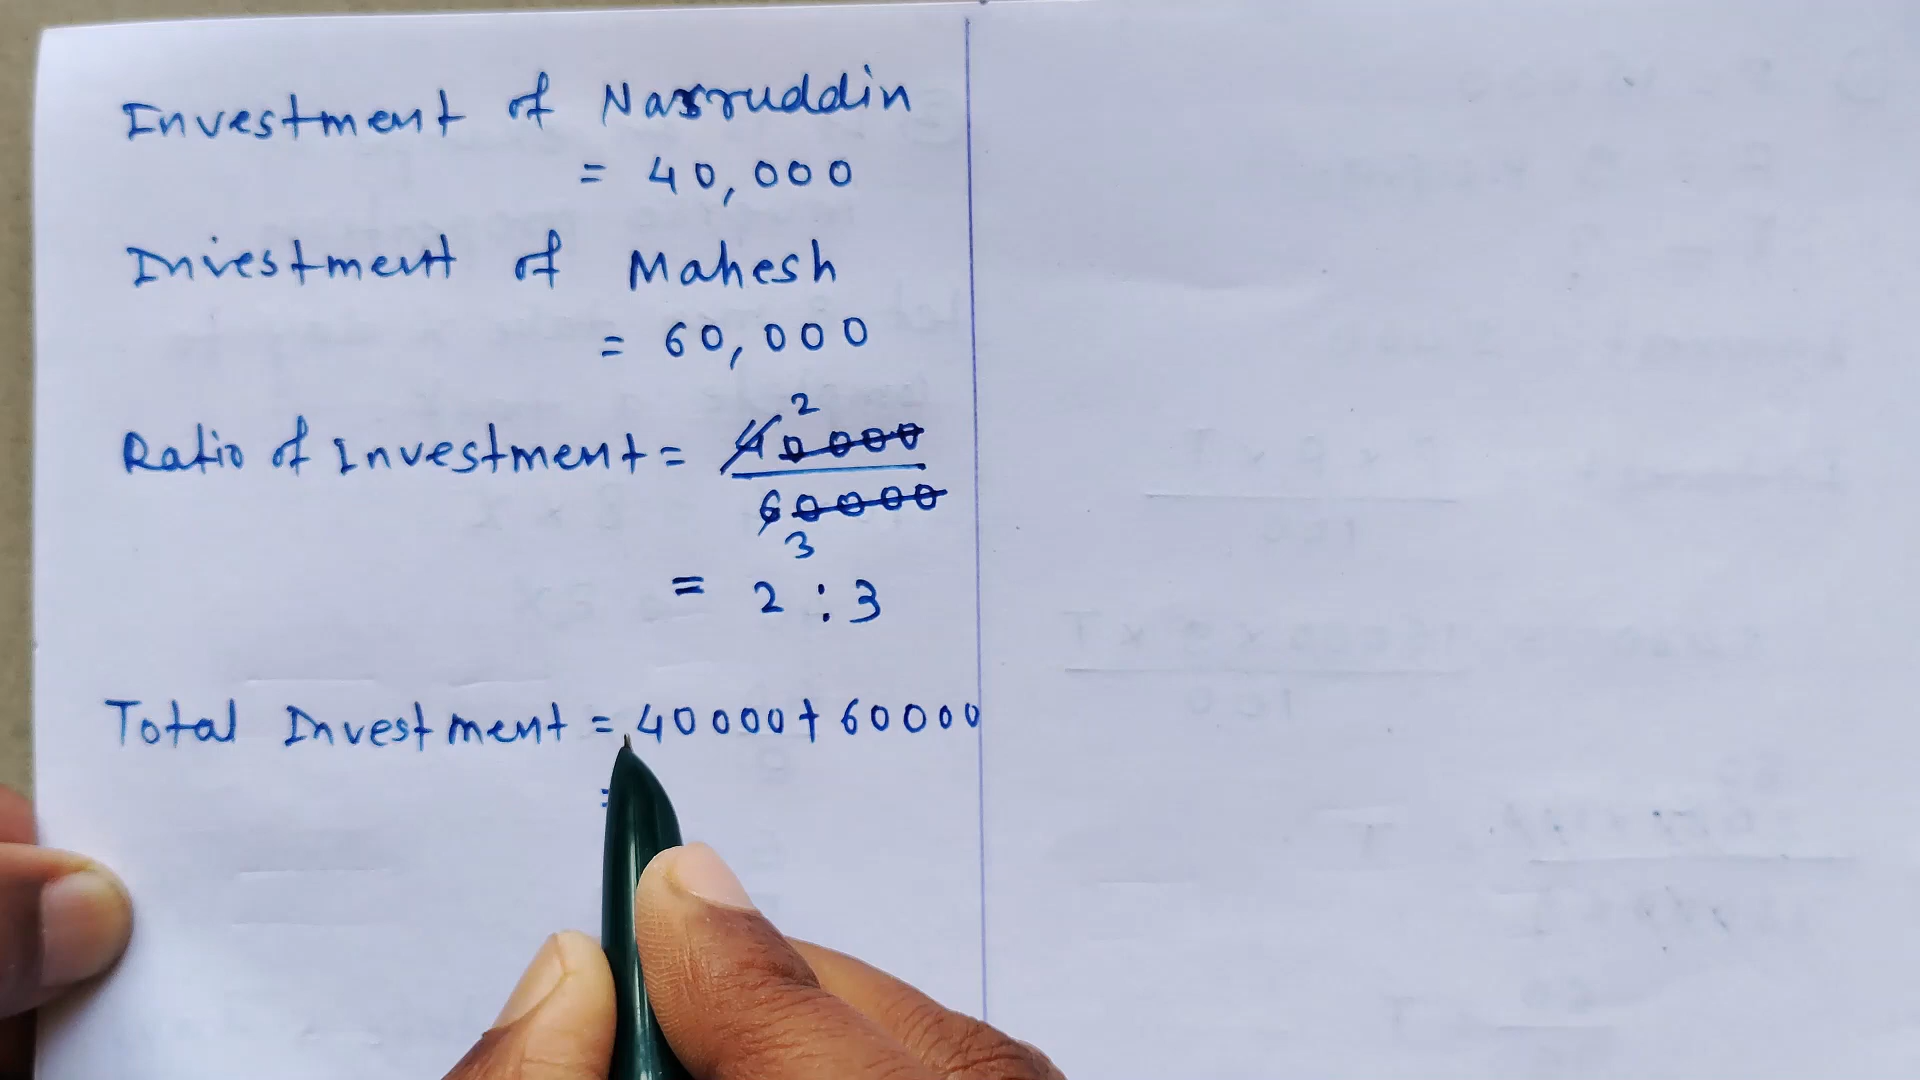 Investment of Nasruddin
= 40,000
Investment of Mahesh
= 60,000
2
Ratio of Investment = 40000
60000
3
= 2 : 3
Total Investment = 40000 + 60000
=